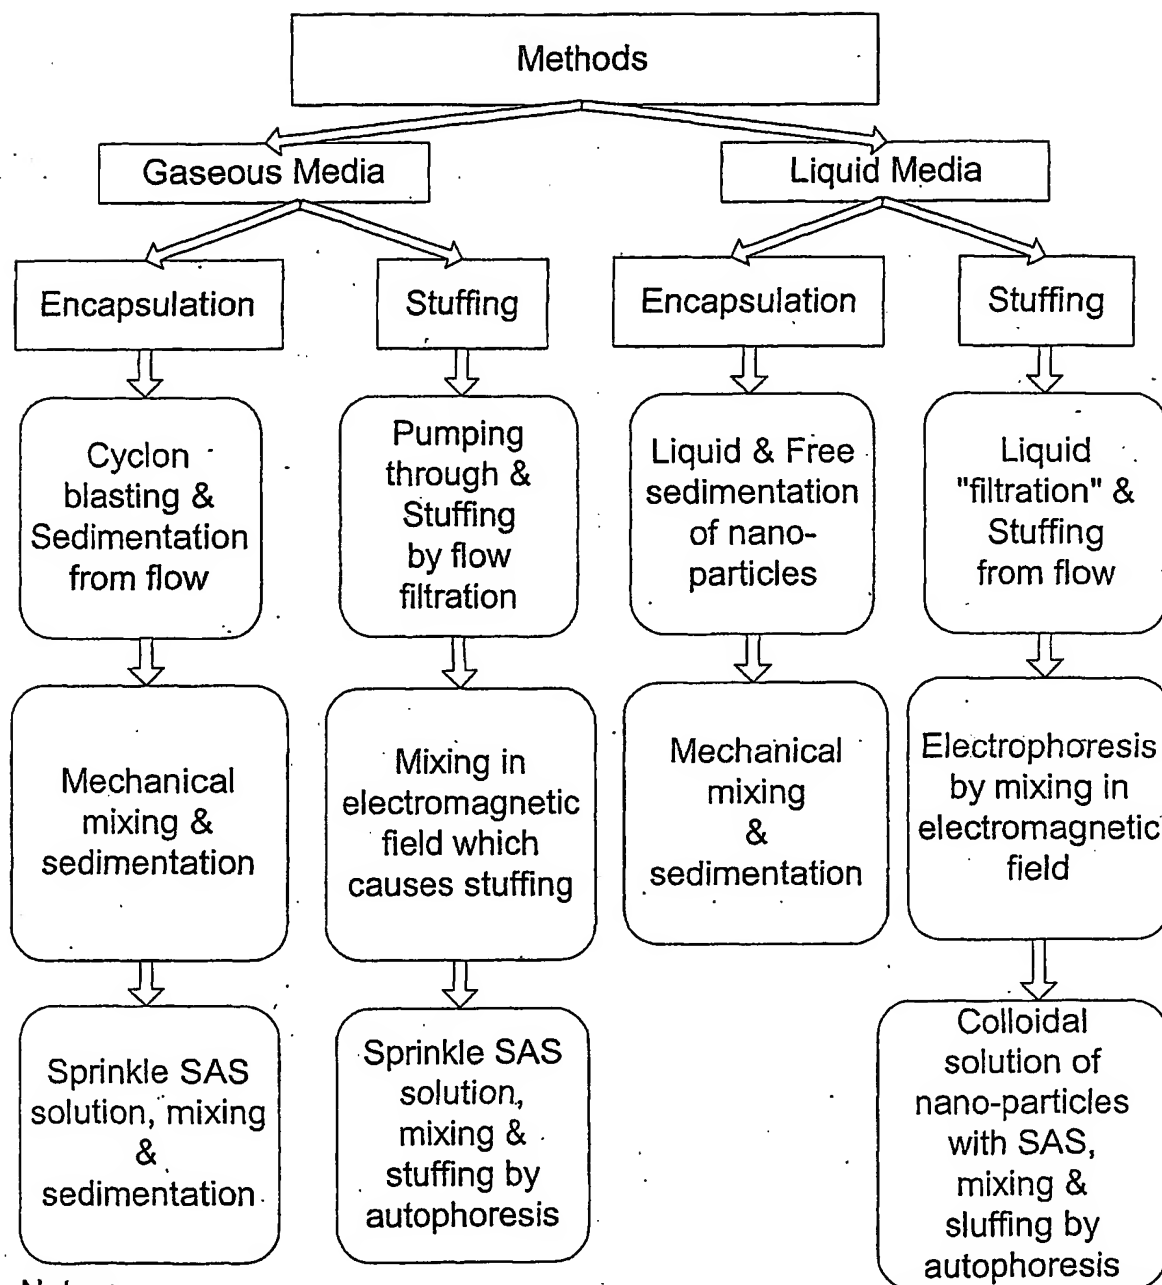 Methods
Gaseous Media
Liquid Media
Encapsulation
Stuffing
Encapsulation
Stuffing
Cyclon
blasting &
Sedimentation
from flow
Pumping
through &
Stuffing
by flow
filtration
Liquid & Free
sedimentation
of nano-
particles
Liquid
"filtration" &
Stuffing
from flow
Mechanical
mixing &
sedimentation
Mixing in
electromagnetic
field which
causes stuffing
Mechanical
mixing
&
sedimentation
Electrophoresis
by mixing in
electromagnetic
field
Sprinkle SAS
solution, mixing
&
sedimentation
Sprinkle SAS
solution,
mixing &
stuffing by
autophoresis
Colloidal
solution of
nano-particles
with SAS,
mixing &
sluffing by
autophoresis